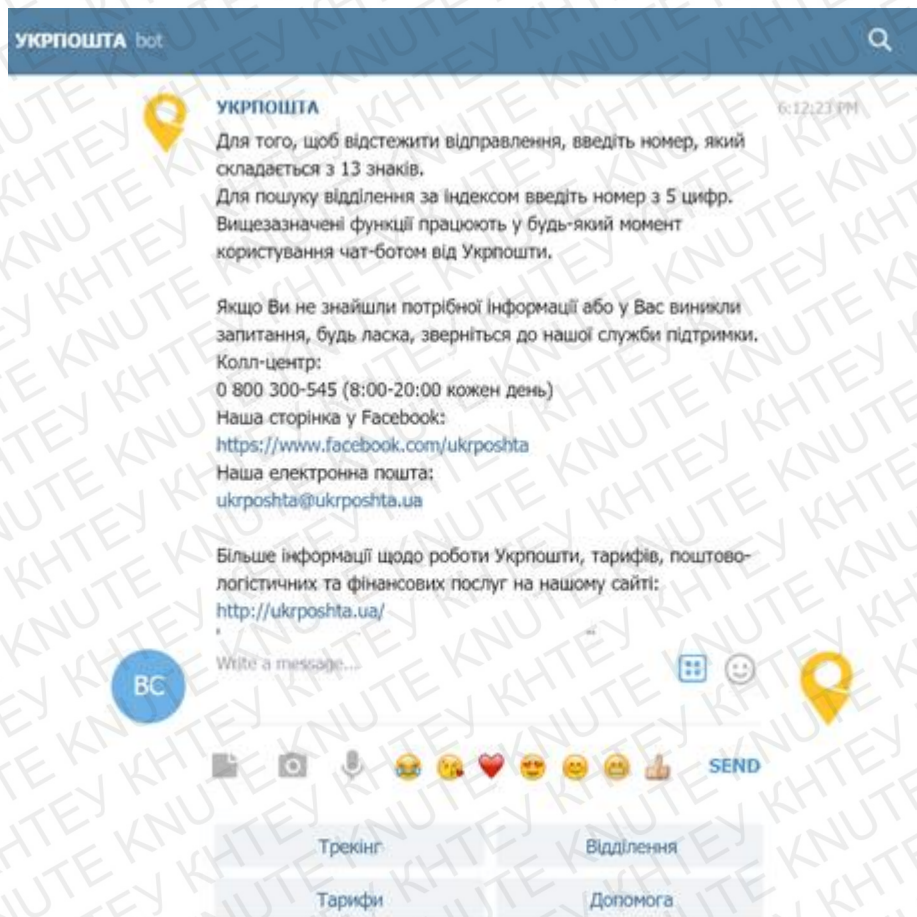 УКРПОШТА bot
УКРПОШТА
6:12:23 PM
Для того, щоб відстежити відправлення, введіть номер, який
складається з 13 знаків.
Для пошуку відділення за індексом введіть номер з 5 цифр.
Вищезазначені функції працюють у будь-який момент
користування чат-ботом від Укрпошти.
Якщо Ви не знайшли потрібної інформації або у Вас виникли
запитання, будь ласка, зверніться до нашої служби підтримки.
Колл-центр:
0 800 300-545 (8:00-20:00 кожен день)
Наша сторінка у Facebook:
https://www.facebook.com/ukrposhta
Наша електронна пошта:
ukrposhta@ukrposhta.ua
Більше інформації щодо роботи Укрпошти, тарифів, поштово-
логістичних та фінансових послуг на нашому сайті:
http://ukrposhta.ua/
Write a message...
BC
SEND
Трекінг
Відділення
Тарифи
Допомога